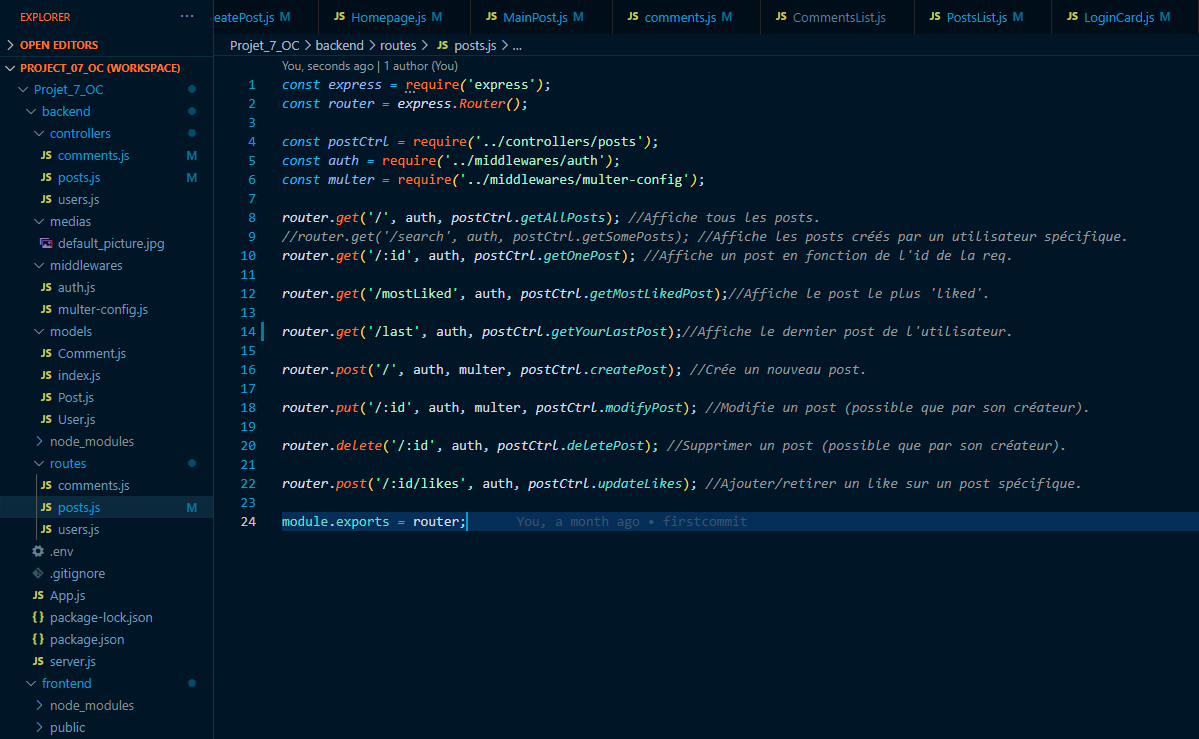 EXPLORER ...
eatePost.js M JS Homepage.js M JS MainPost.js M JS comments.js M JS CommentsList.js JS PostsList.js M JS LoginCard.js M
OPEN EDITORS
PROJECT_07_OC (WORKSPACE)
Projet_7_OC
backend
controllers
JS comments.js M
JS posts.js M
JS users.js
medias
default_picture.jpg
middlewares
JS auth.js
JS multer-config.js
models
JS Comment.js
JS index.js
JS Post.js
JS User.js
node_modules
routes
JS comments.js
JS posts.js M
JS users.js
.env
.gitignore
JS App.js
{} package-lock.json
{} package.json
JS server.js
frontend
node_modules
public
Projet_7_OC > backend > routes > JS posts.js > ...
You, seconds ago | 1 author (You)
1 const express = require('express');
2 const router = express.Router();
3
4 const postCtrl = require('../controllers/posts');
5 const auth = require('../middlewares/auth');
6 const multer = require('../middlewares/multer-config');
7
8 router.get('/', auth, postCtrl.getAllPosts); //Affiche tous les posts.
9 //router.get('/search', auth, postCtrl.getSomePosts); //Affiche les posts créés par un utilisateur spécifique.
10 router.get('/:id', auth, postCtrl.getOnePost); //Affiche un post en fonction de l'id de la req.
11
12 router.get('/mostLiked', auth, postCtrl.getMostLikedPost);//Affiche le post le plus 'liked'.
13
14 router.get('/last', auth, postCtrl.getYourLastPost);//Affiche le dernier post de l'utilisateur.
15
16 router.post('/', auth, multer, postCtrl.createPost); //Crée un nouveau post.
17
18 router.put('/:id', auth, multer, postCtrl.modifyPost); //Modifie un post (possible que par son créateur).
19
20 router.delete('/:id', auth, postCtrl.deletePost); //Supprimer un post (possible que par son créateur).
21
22 router.post('/:id/likes', auth, postCtrl.updateLikes); //Ajouter/retirer un like sur un post spécifique.
23
24 module.exports = router; You, a month ago • firstcommit